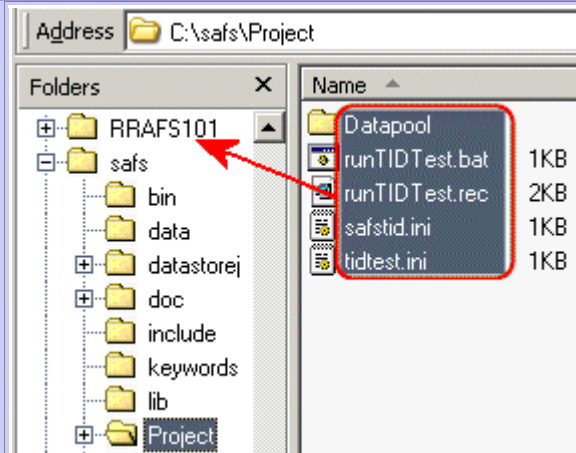 Address C:\safs\Project
Folders
Name
RRAFS101
safs
bin
data
datastorej
doc
include
keywords
lib
Project
Datapool
runTIDTest.bat 1KB
runTIDTest.rec 2KB
safstid.ini 1KB
tidtest.ini 1KB